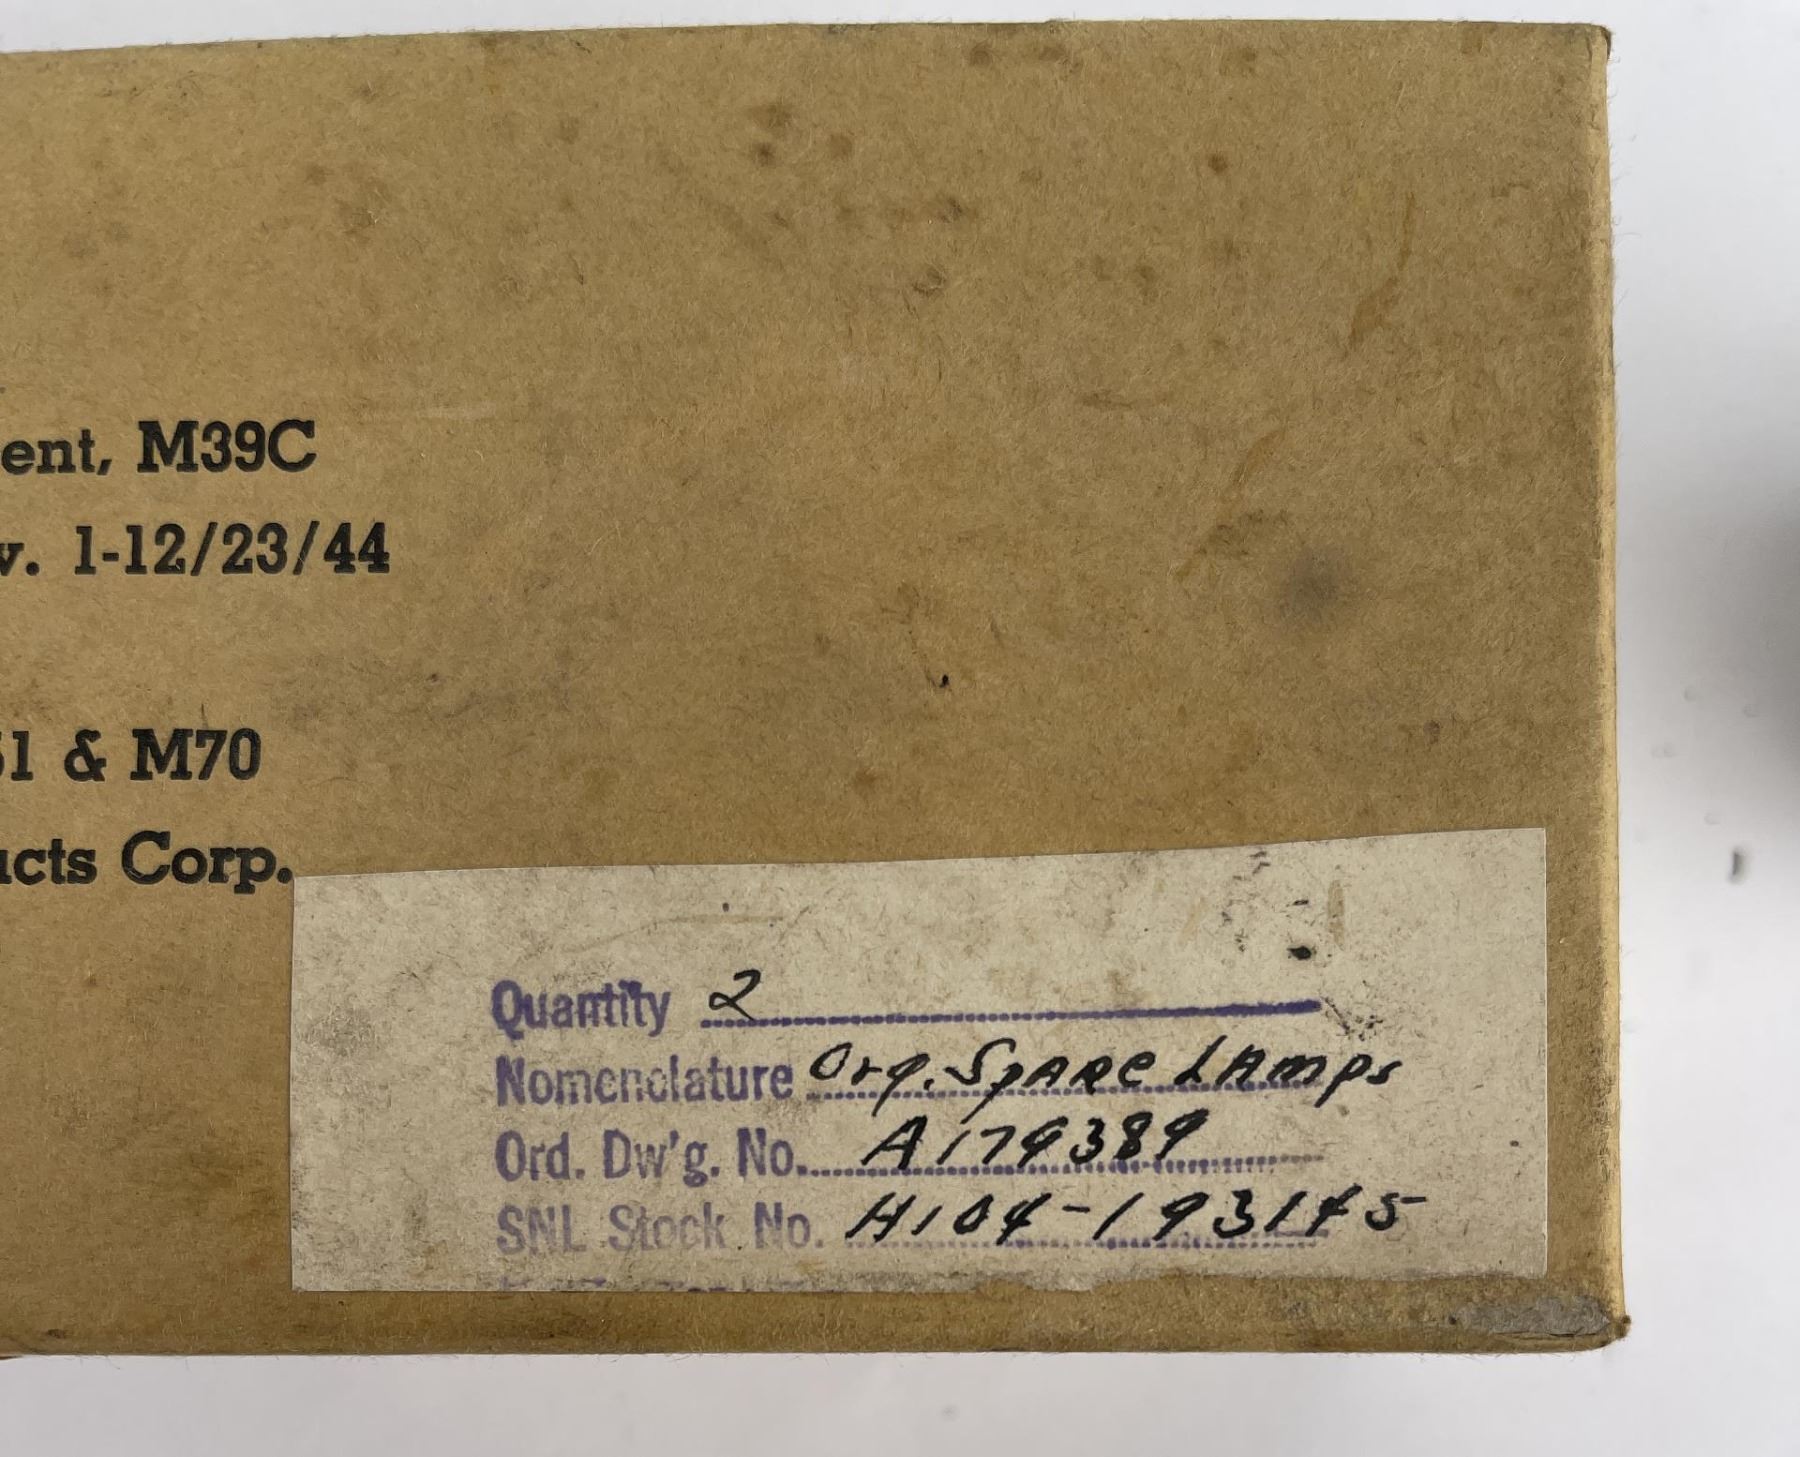 ent, M39C
v. 1-12/23/44
51 & M70
ucts Corp.
Quantity 2
Nomenclature Org. Spare Lamps
Ord. Dw'g. No. A179389
SNL Stock No. H104-193145